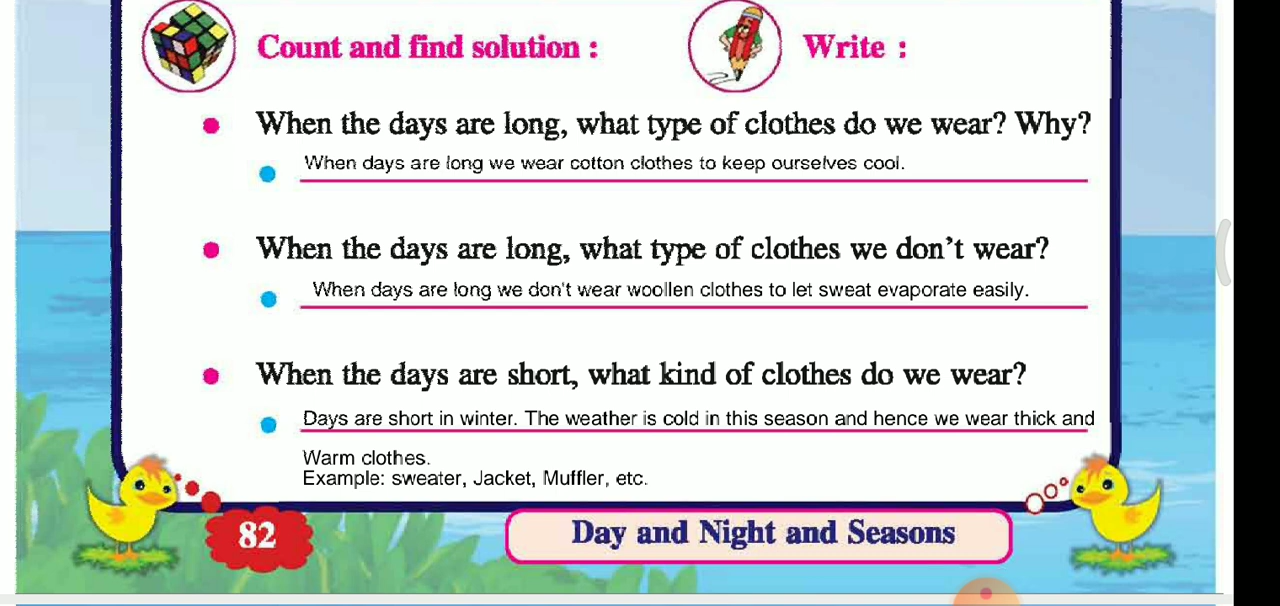 Count and find solution :
Write :
When the days are long, what type of clothes do we wear? Why?
When days are long we wear cotton clothes to keep ourselves cool.
When the days are long, what type of clothes we don't wear?
When days are long we don't wear woollen clothes to let sweat evaporate easily.
When the days are short, what kind of clothes do we wear?
Days are short in winter. The weather is cold in this season and hence we wear thick and
Warm clothes.
Example: sweater, Jacket, Muffler, etc.
82
Day and Night and Seasons